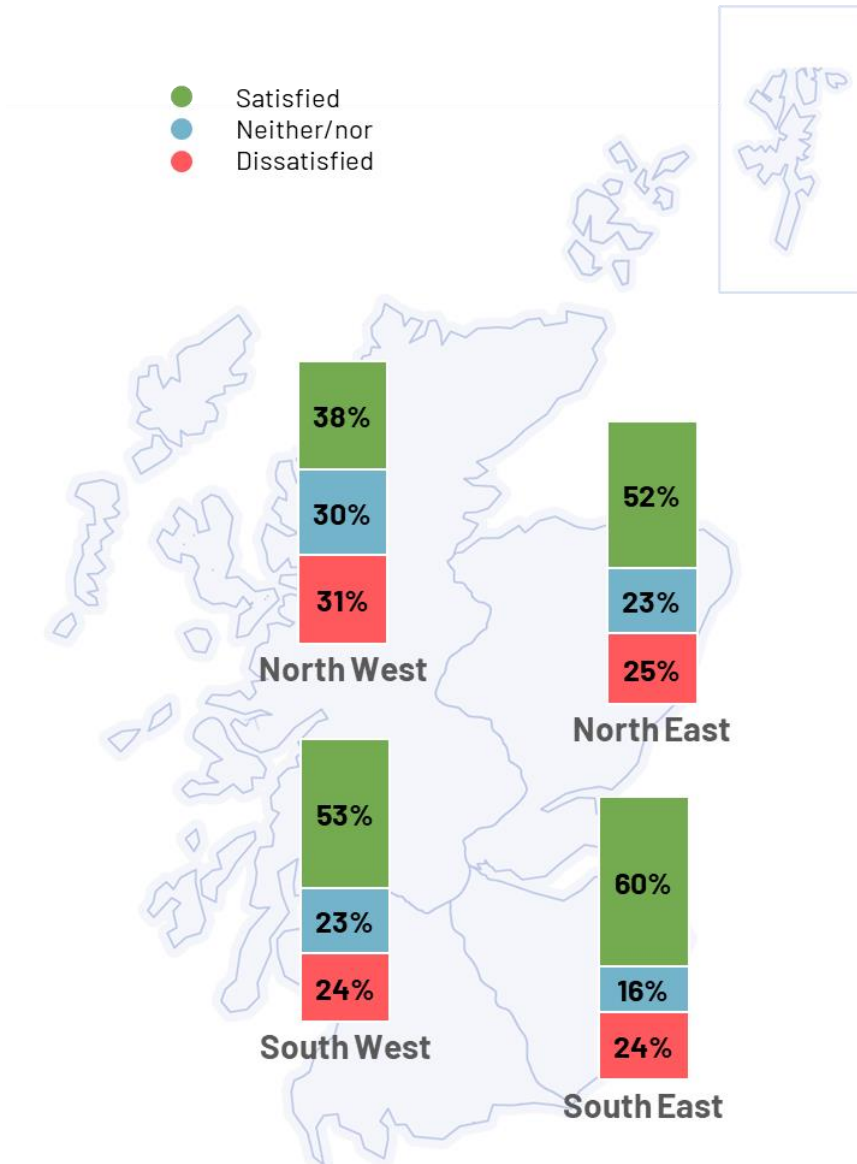 Satisfied
Neither/nor
Dissatisfied
38%
30%
31%
North West
52%
23%
25%
North East
53%
23%
24%
South West
60%
16%
24%
South East